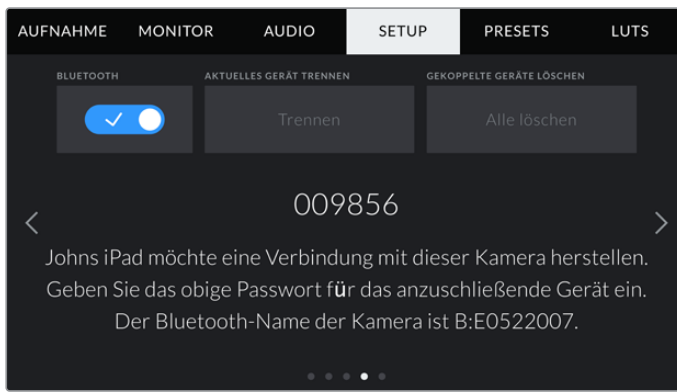 AUFNAHME MONITOR AUDIO SETUP PRESETS LUTS
BLUETOOTH AKTUELLES GERÄT TRENNEN GEKOPPELTE GERÄTE LÖSCHEN
Trennen Alle löschen
009856
Johns iPad möchte eine Verbindung mit dieser Kamera herstellen.
Geben Sie das obige Passwort für das anzuschließende Gerät ein.
Der Bluetooth-Name der Kamera ist B:E0522007.